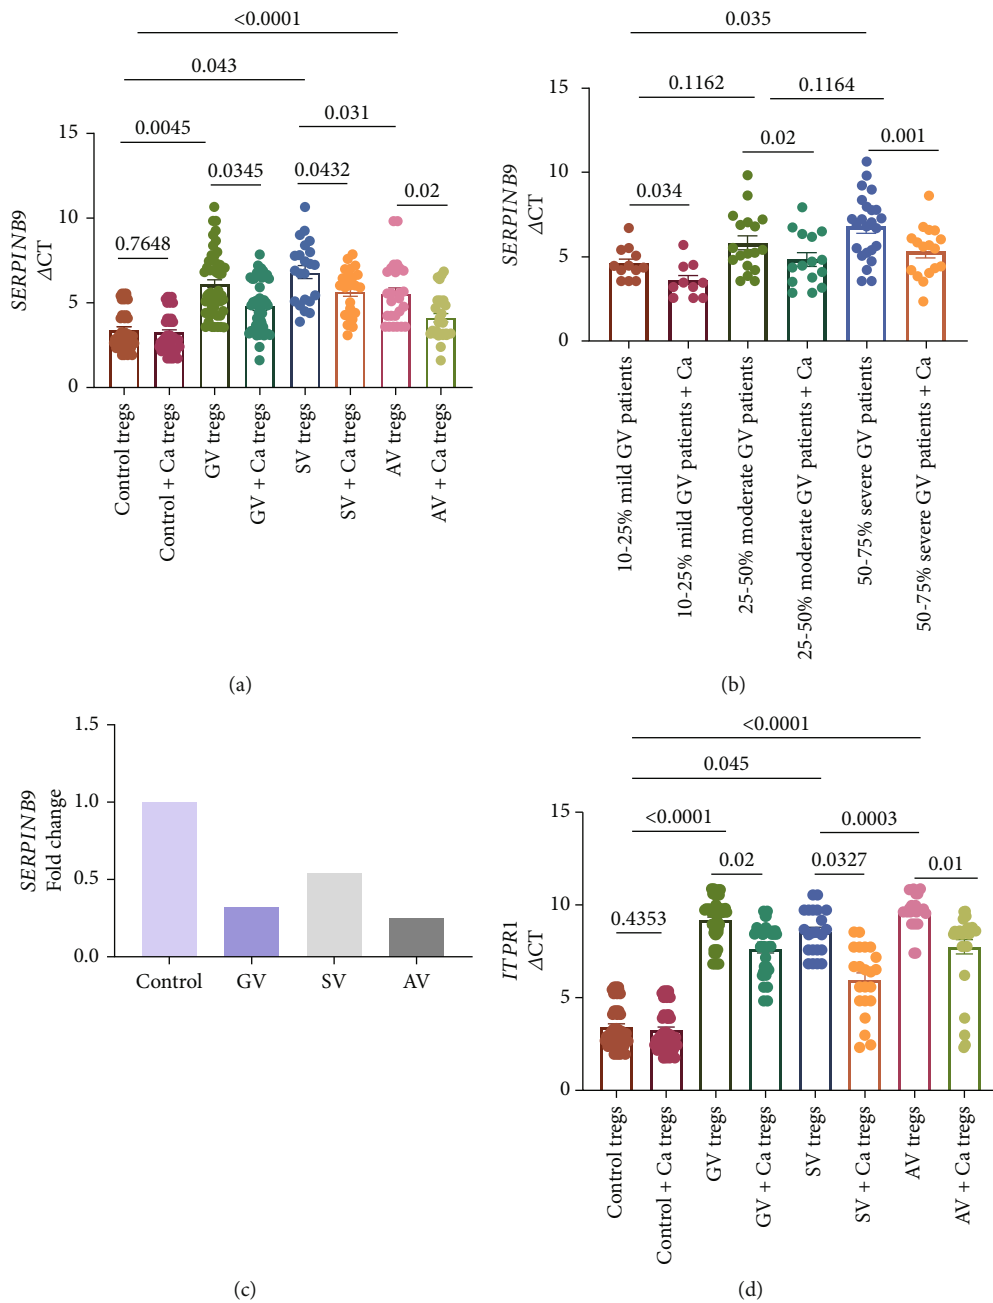 <0.0001
0.043
0.031
0.0045
0.0345
0.0432
0.02
0.7648
15
10
5
0
SERPINB9
ΔCT
Control tregs
Control + Ca tregs
GV tregs
GV + Ca tregs
SV tregs
SV + Ca tregs
AV tregs
AV + Ca tregs
(a)
0.035
0.1162
0.1164
0.02
0.001
0.034
15
10
5
0
SERPINB9
ΔCT
10-25% mild GV patients
10-25% mild GV patients + Ca
25-50% moderate GV patients
25-50% moderate GV patients + Ca
50-75% severe GV patients
50-75% severe GV patients + Ca
(b)
1.5
1.0
0.5
0.0
SERPINB9
Fold change
Control
GV
SV
AV
(c)
<0.0001
0.045
<0.0001
0.0003
0.02
0.0327
0.01
0.4353
15
10
5
0
ITPR1
ΔCT
Control tregs
Control + Ca tregs
GV tregs
GV + Ca tregs
SV tregs
SV + Ca tregs
AV tregs
AV + Ca tregs
(d)